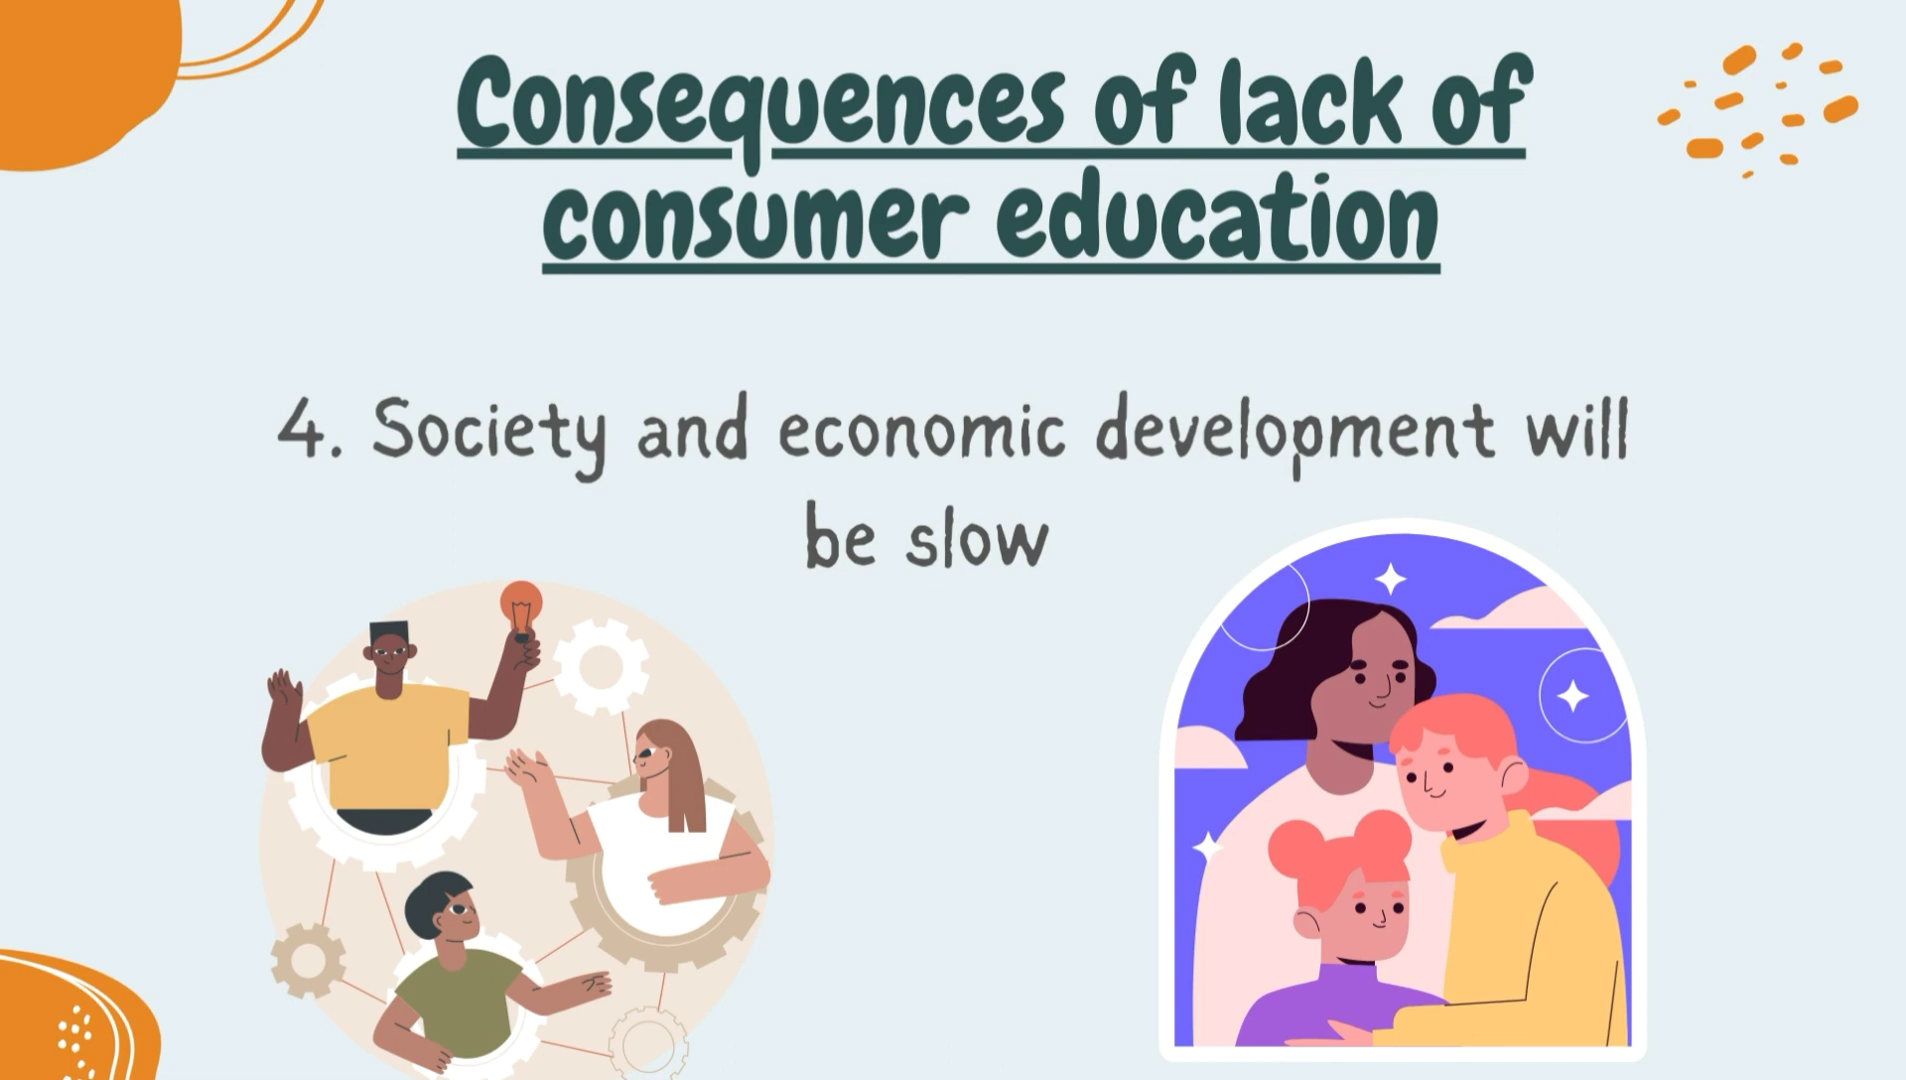 Consequences of lack of
consumer education
4. Society and economic development will
be slow